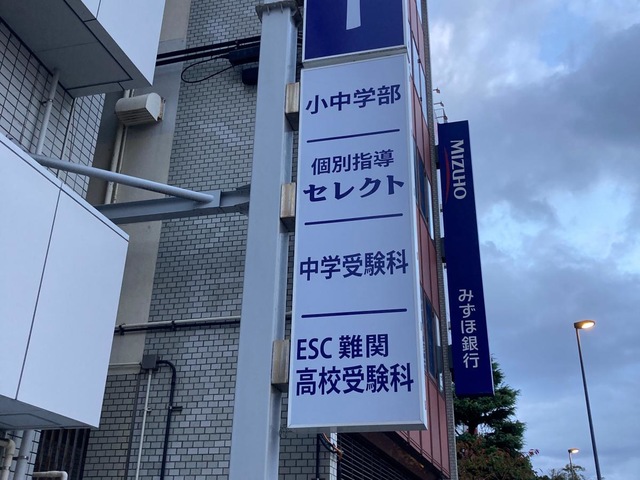 小中学部
個別指導
セレクト
中学受験科
ESC 難関
高校受験科
MIZUHO
みずほ銀行